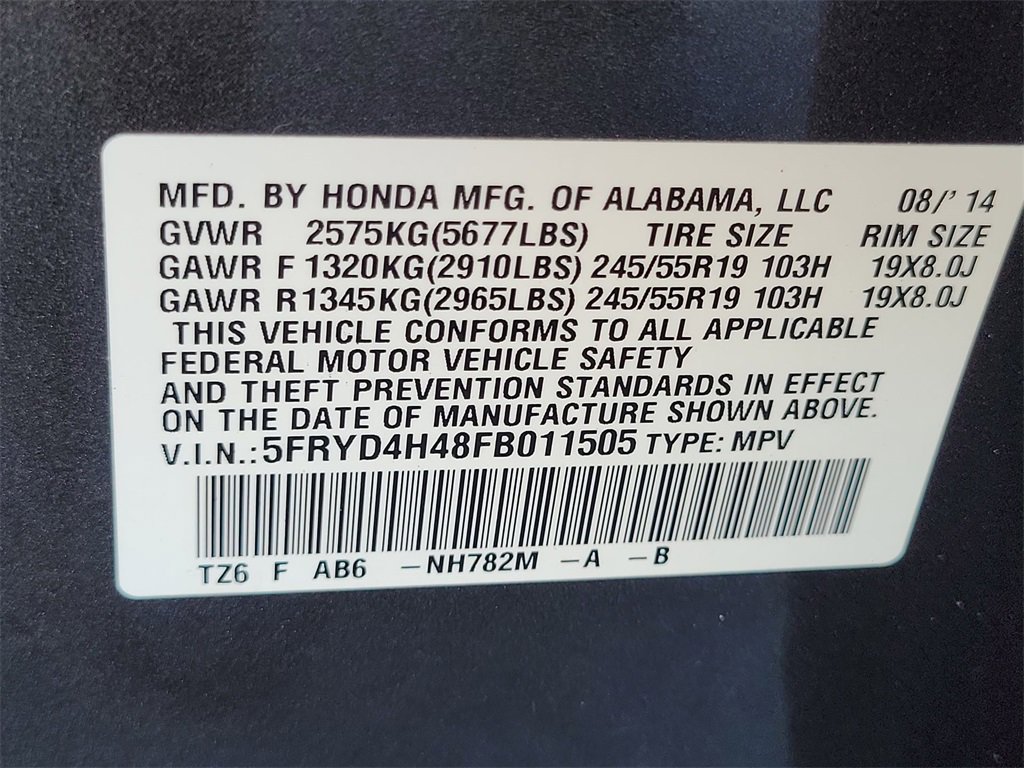 MFD. BY HONDA MFG. OF ALABAMA, LLC 08/' 14
GVWR 2575KG(5677LBS) TIRE SIZE RIM SIZE
GAWR F 1320KG(2910LBS) 245/55R19 103H 19X8.0J
GAWR R1345KG(2965LBS) 245/55R19 103H 19X8.0J
THIS VEHICLE CONFORMS TO ALL APPLICABLE
FEDERAL MOTOR VEHICLE SAFETY
AND THEFT PREVENTION STANDARDS IN EFFECT
ON THE DATE OF MANUFACTURE SHOWN ABOVE.
V.I.N.: 5FRYD4H48FB011505 TYPE: MPV
TZ6 F AB6 -NH782M -A -B